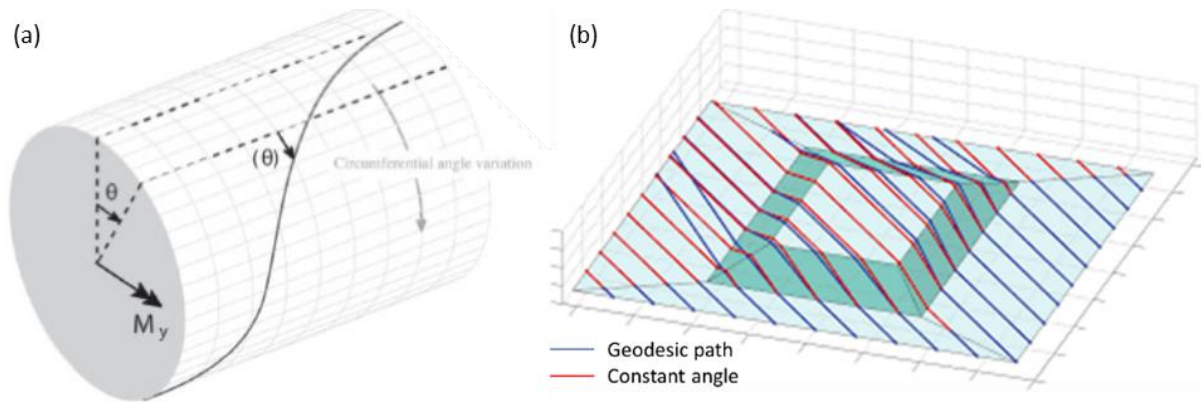 (a)
θ
(θ)
Circumferential angle variation
M y
(b)
Geodesic path
Constant angle